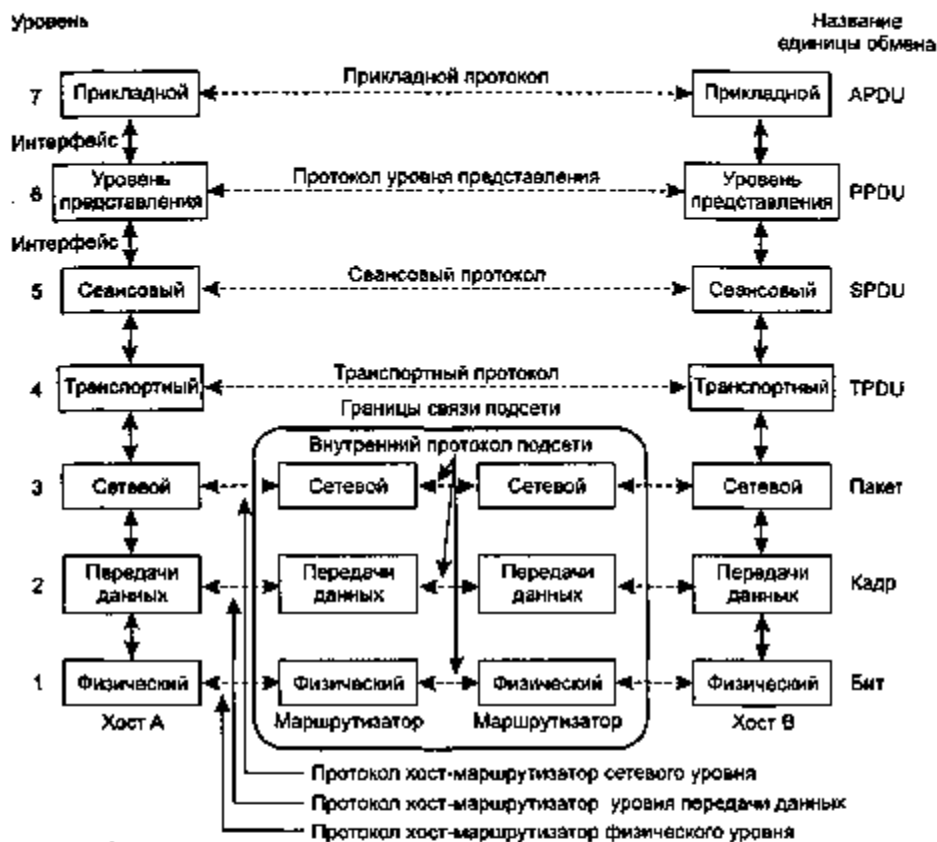 Уровень
Название
единицы обмена
7
Прикладной
Прикладной протокол
Прикладной
APDU
Интерфейс
6
Уровень
представления
Протокол уровня представления
Уровень
представления
PPDU
Интерфейс
5
Сеансовый
Сеансовый протокол
Сеансовый
SPDU
4
Транспортный
Транспортный протокол
Транспортный
TPDU
Границы связи подсети
Внутренний протокол подсети
3
Сетевой
Сетевой
Сетевой
Сетевой
Пакет
2
Передачи
данных
Передачи
данных
Передачи
данных
Передачи
данных
Кадр
1
Физический
Физический
Физический
Физический
Бит
Хост А
Маршрутизатор
Маршрутизатор
Хост В
Протокол хост-маршрутизатор сетевого уровня
Протокол хост-маршрутизатор уровня передачи данных
Протокол хост-маршрутизатор физического уровня